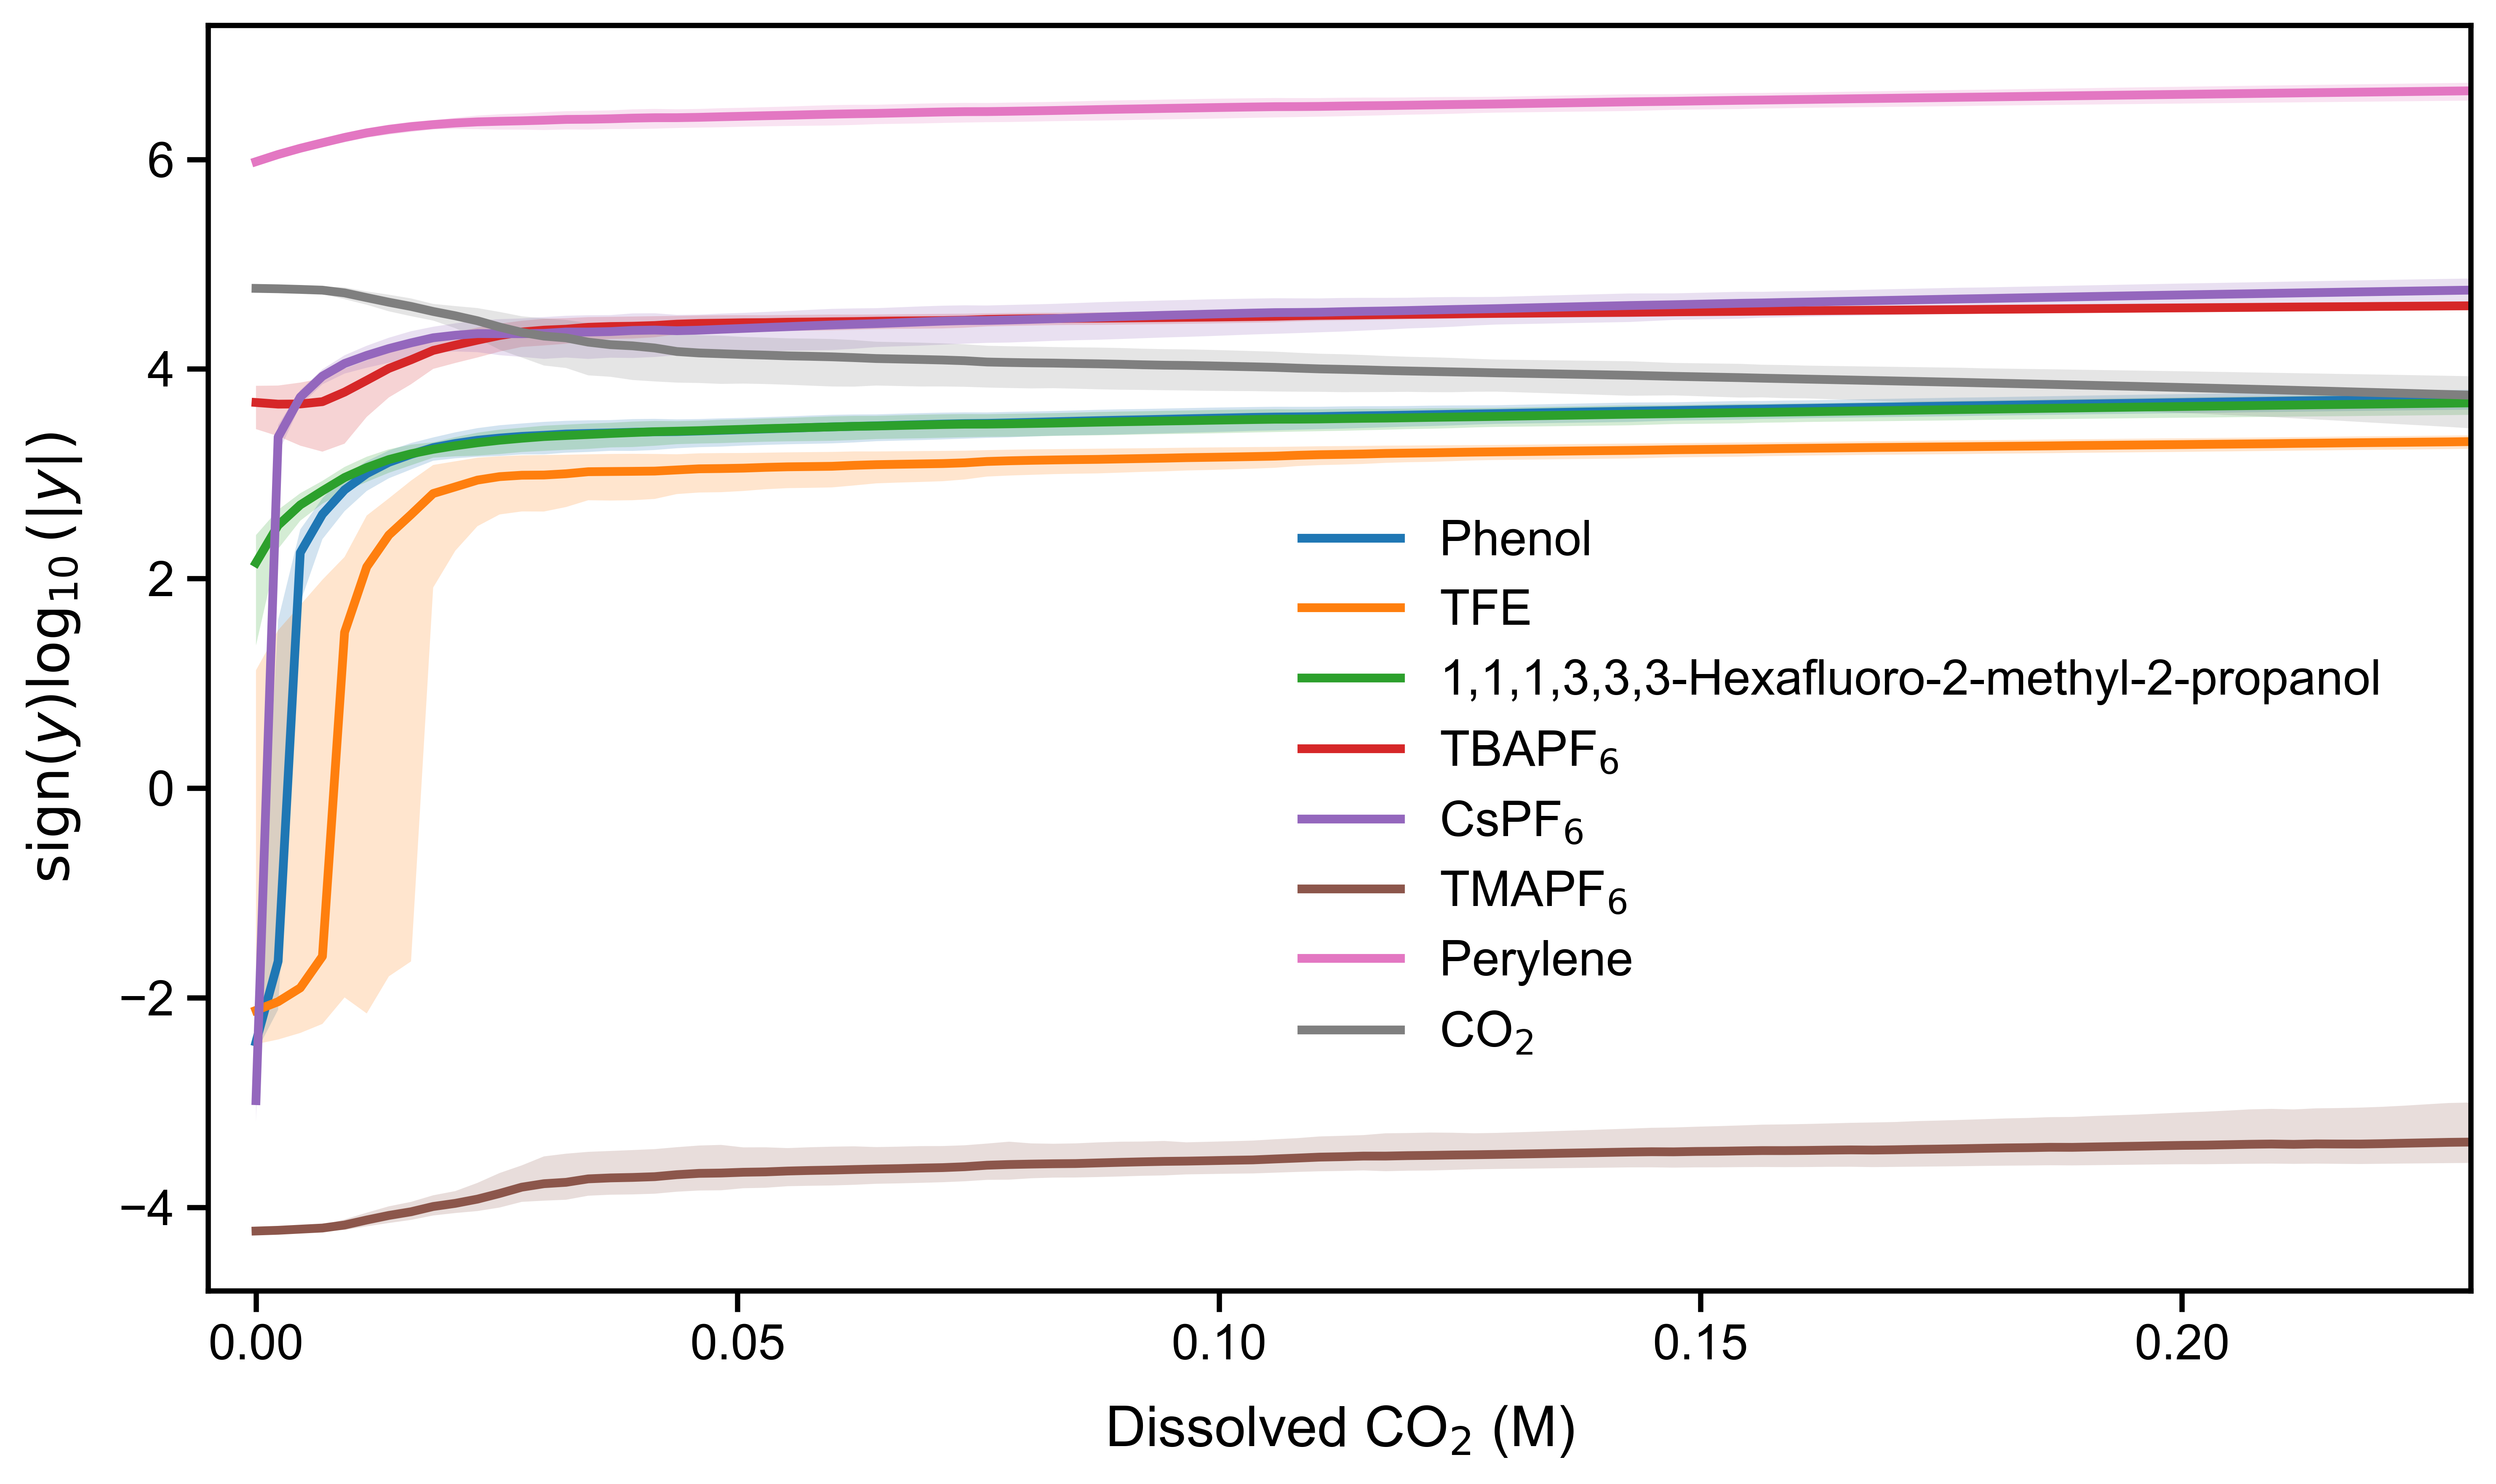 sign(y)log₁₀(|y|)
6
4
2
0
−2
−4
Phenol
TFE
1,1,1,3,3,3-Hexafluoro-2-methyl-2-propanol
TBAPF₆
CsPF₆
TMAPF₆
Perylene
CO₂
0.00 0.05 0.10 0.15 0.20
Dissolved CO₂ (M)